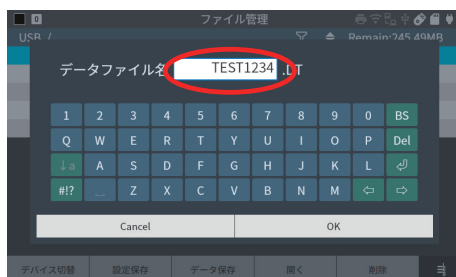 0 ファイル管理
USB / Remain:245.49MB
データファイル名 TEST1234 .DT
1 2 3 4 5 6 7 8 9 0 BS
Q W E R T Y U I O P Del
↓a A S D F G H J K L
#!? _ Z X C V B N M ⇦ ⇨
Cancel OK
デバイス切替 設定保存 データ保存 開く 削除